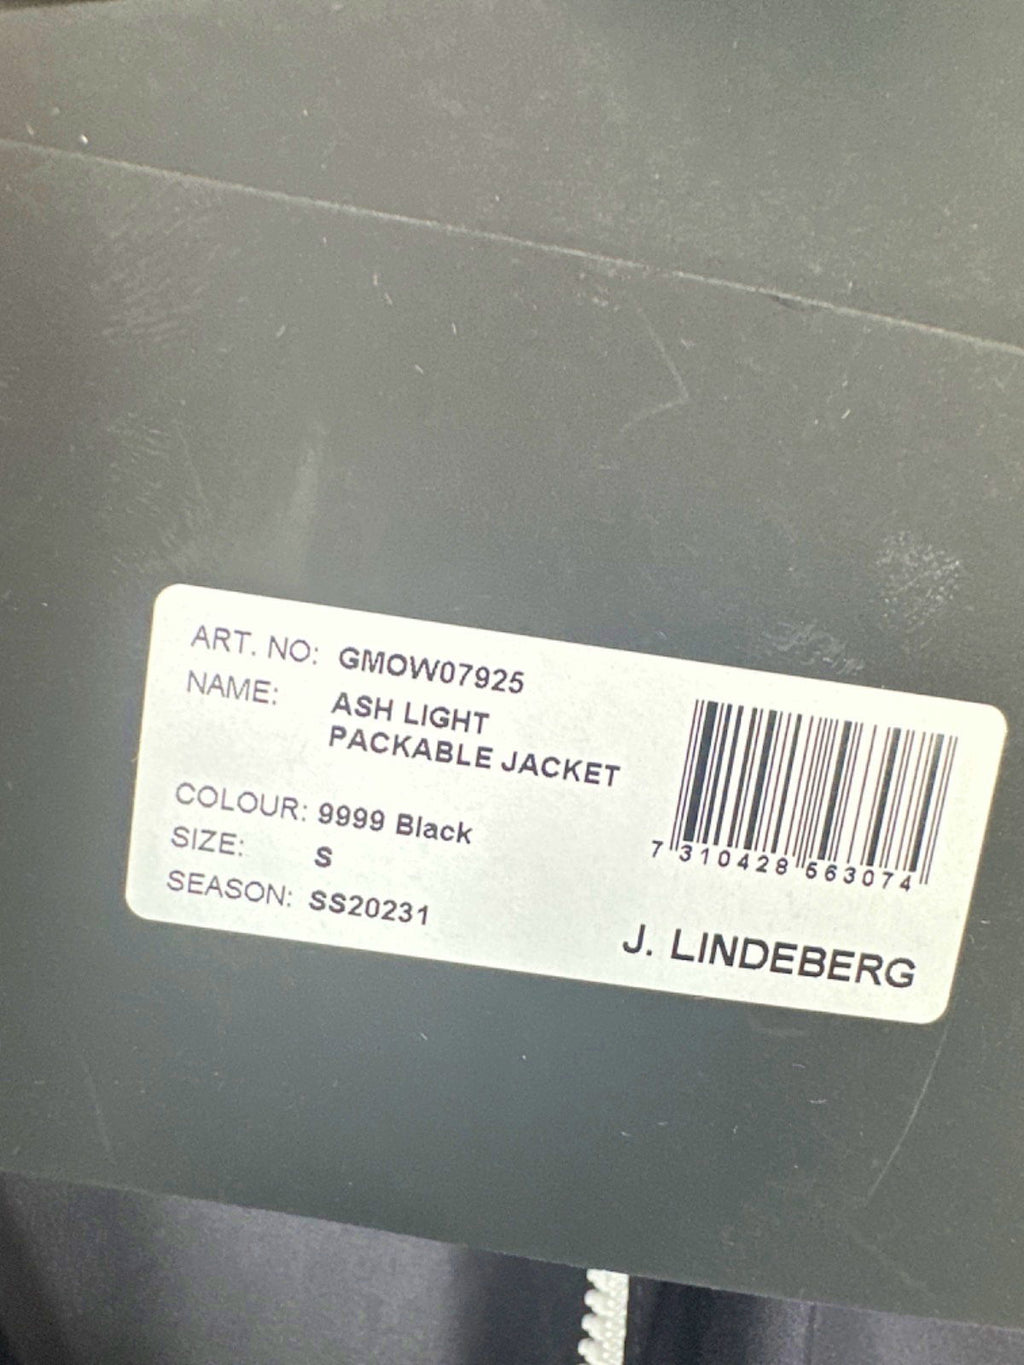 ART. NO: GMOW07925
NAME: ASH LIGHT
PACKABLE JACKET
COLOUR: 9999 Black
SIZE: S
SEASON: SS20231
7 310428 563074
J. LINDEBERG